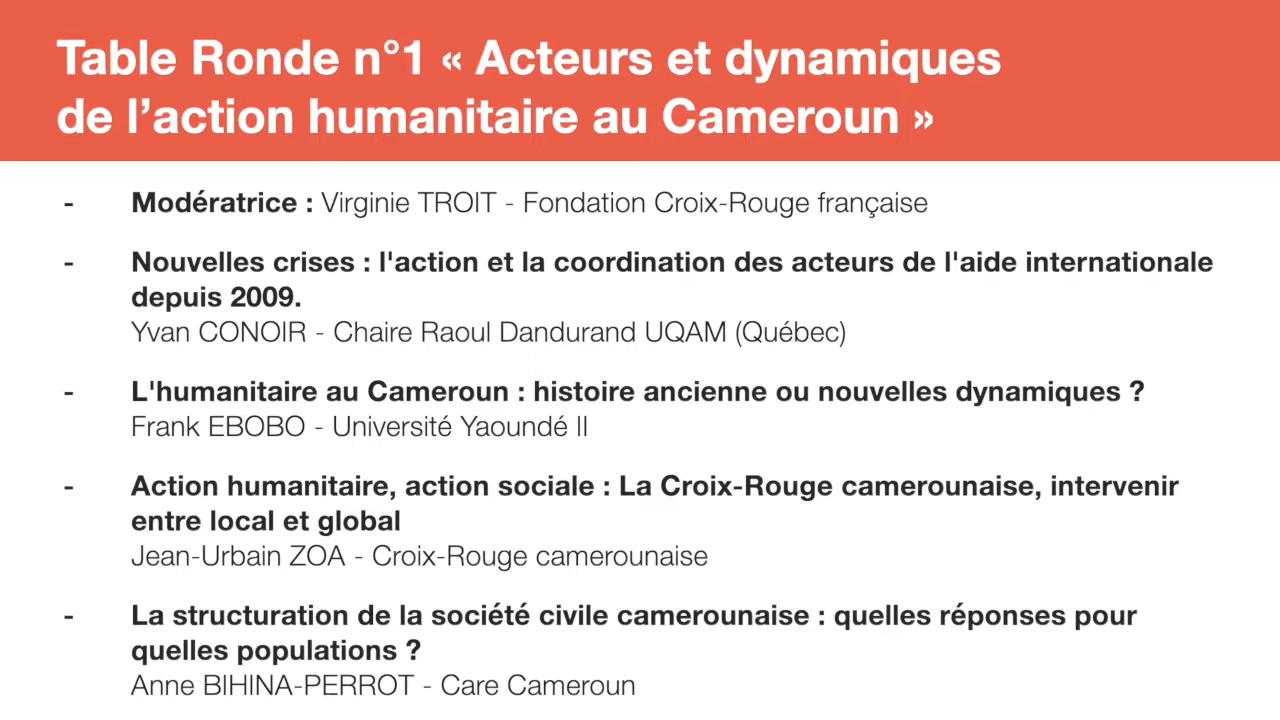 Table Ronde n°1 « Acteurs et dynamiques
de l’action humanitaire au Cameroun »
- Modératrice : Virginie TROIT - Fondation Croix-Rouge française
- Nouvelles crises : l'action et la coordination des acteurs de l'aide internationale
depuis 2009.
Yvan CONOIR - Chaire Raoul Dandurand UQAM (Québec)
- L'humanitaire au Cameroun : histoire ancienne ou nouvelles dynamiques ?
Frank EBOBO - Université Yaoundé II
- Action humanitaire, action sociale : La Croix-Rouge camerounaise, intervenir
entre local et global
Jean-Urbain ZOA - Croix-Rouge camerounaise
- La structuration de la société civile camerounaise : quelles réponses pour
quelles populations ?
Anne BIHINA-PERROT - Care Cameroun